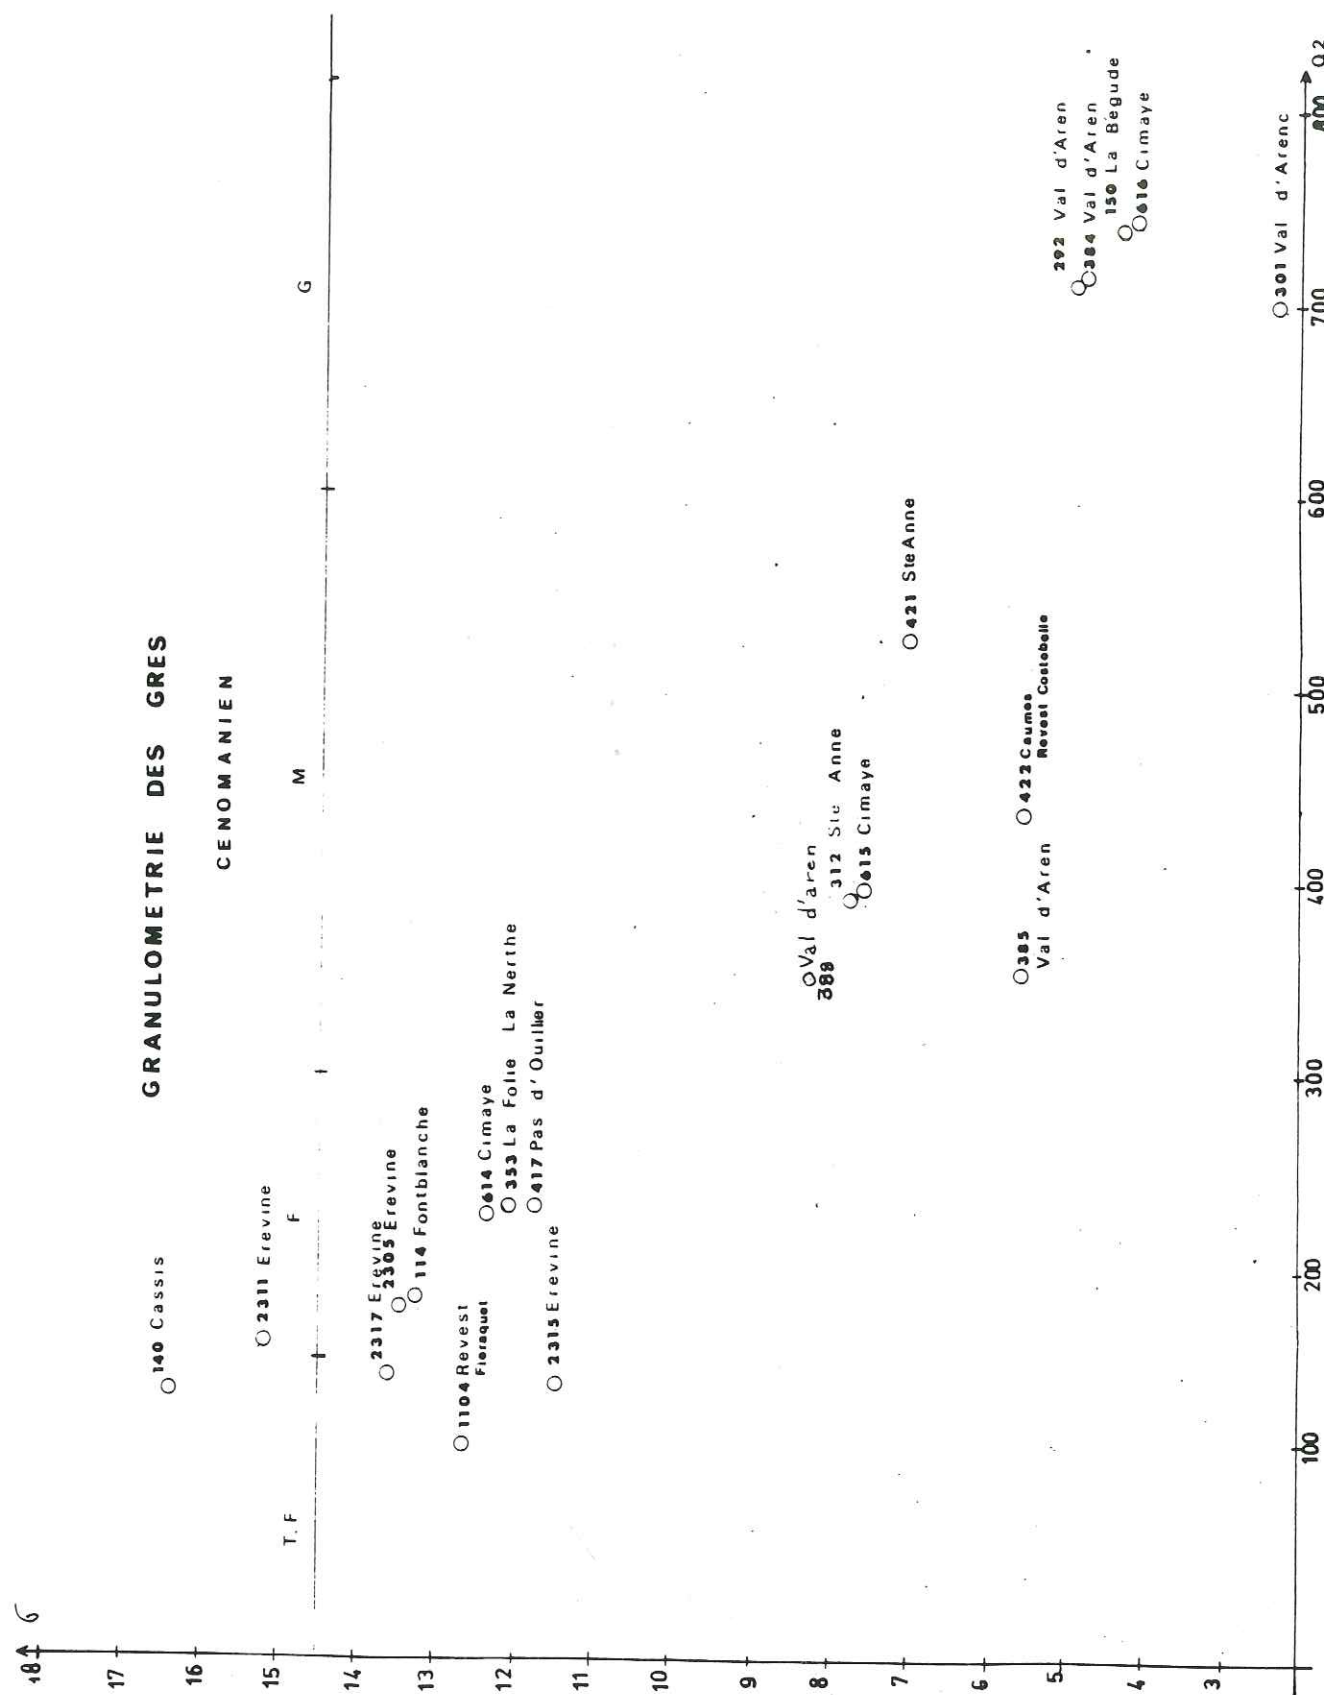 GRANULOMETRIE DES GRES
CENOMANIEN
T. F
F
M
G
140 Cassis
2311 Erevine
2317 Erevine
2305 Erevine
114 Fontblanche
1104 Revest
Fieraquet
614 Cimaye
353 La Folie La Nerthe
417 Pas d'Ouilier
2315 Erevine
Val d'aren
389
312 Ste Anne
615 Cimaye
421 Ste Anne
422 Caumes
Revest Costebelle
385
Val d'Aren
292 Val d'Aren
384 Val d'Aren
150 La Bégude
616 Cimaye
301 Val d'Arenc
σ
18
17
16
15
14
13
12
11
10
9
8
7
6
5
4
3
100
200
300
400
500
600
700
800
Q2